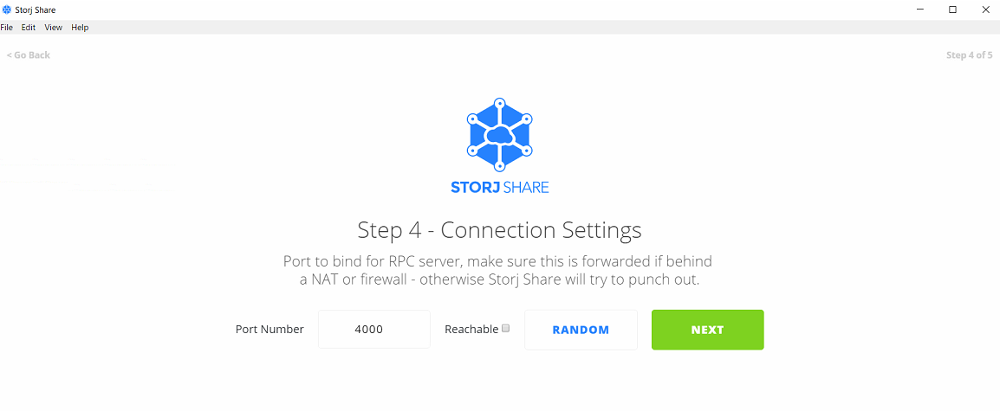 Storj Share
File Edit View Help
< Go Back
Step 4 of 5
STORJ SHARE
Step 4 - Connection Settings
Port to bind for RPC server, make sure this is forwarded if behind
a NAT or firewall - otherwise Storj Share will try to punch out.
Port Number 4000 Reachable RANDOM NEXT